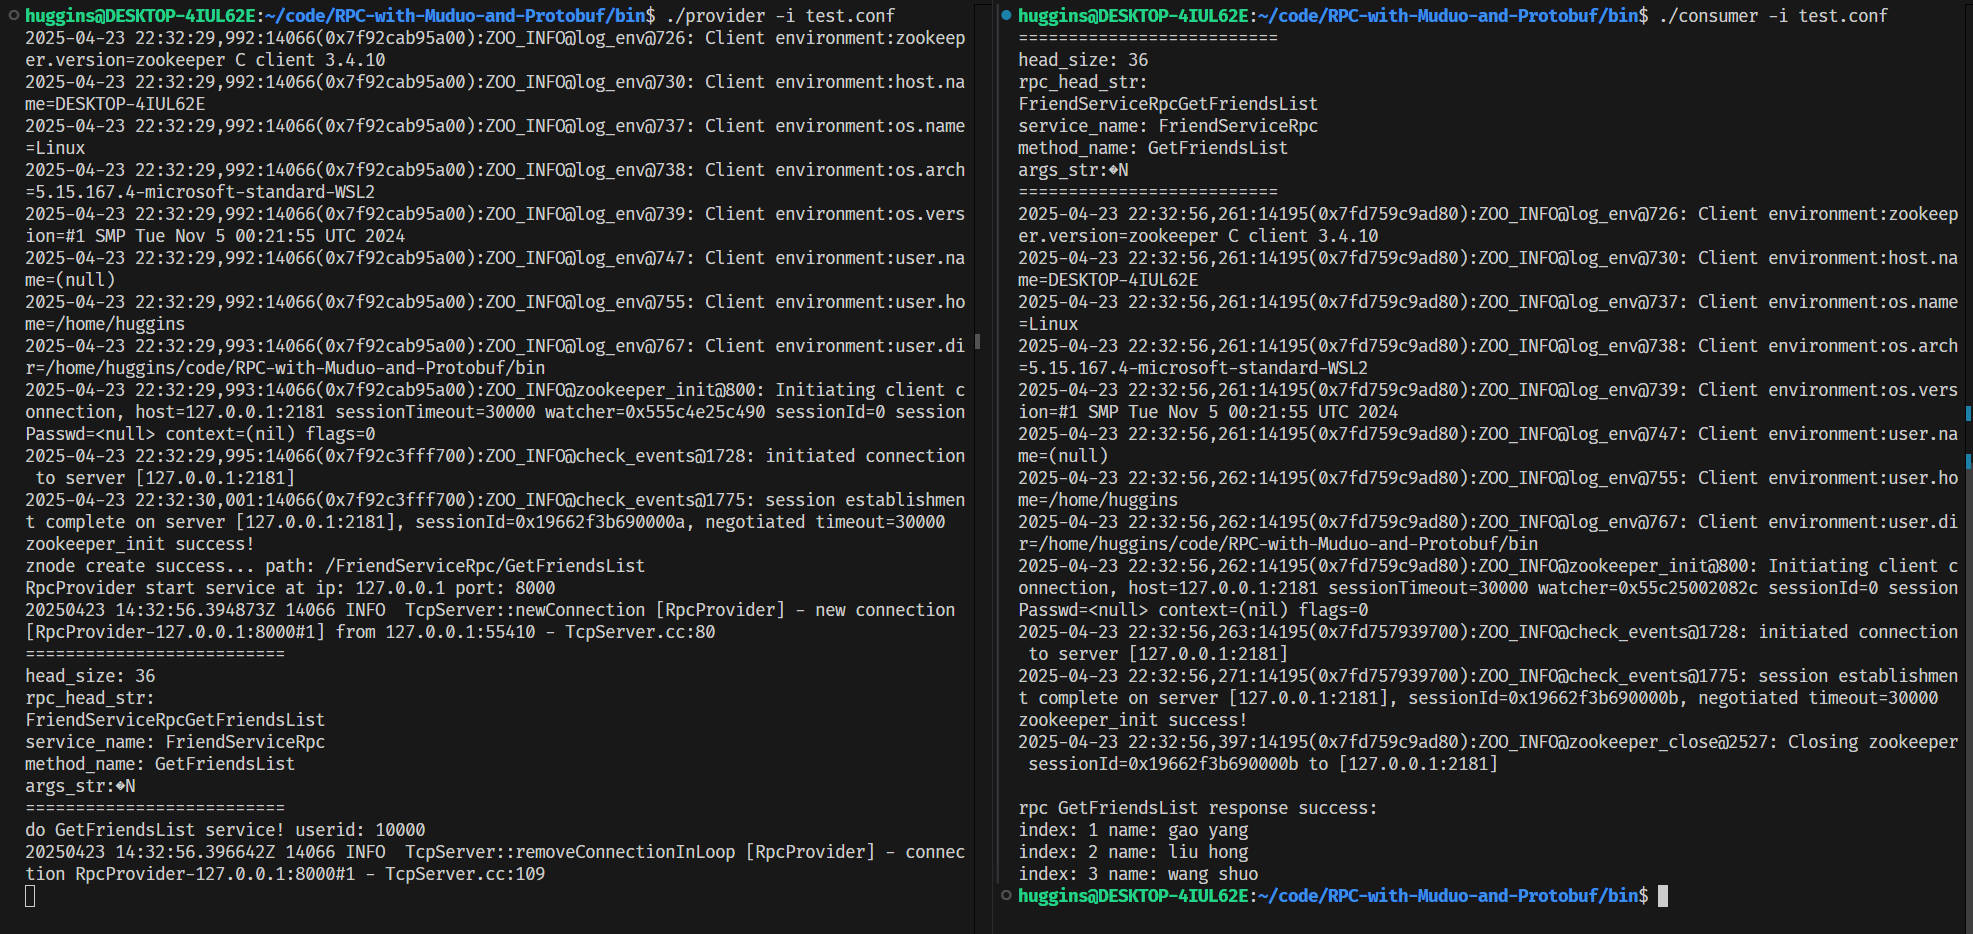 huggins@DESKTOP-4IUL62E:~/code/RPC-with-Muduo-and-Protobuf/bin$ ./provider -i test.conf
2025-04-23 22:32:29,992:14066(0x7f92cab95a00):ZOO_INFO@log_env@726: Client environment:zookeep
er.version=zookeeper C client 3.4.10
2025-04-23 22:32:29,992:14066(0x7f92cab95a00):ZOO_INFO@log_env@730: Client environment:host.na
me=DESKTOP-4IUL62E
2025-04-23 22:32:29,992:14066(0x7f92cab95a00):ZOO_INFO@log_env@737: Client environment:os.name
=Linux
2025-04-23 22:32:29,992:14066(0x7f92cab95a00):ZOO_INFO@log_env@738: Client environment:os.arch
=5.15.167.4-microsoft-standard-WSL2
2025-04-23 22:32:29,992:14066(0x7f92cab95a00):ZOO_INFO@log_env@739: Client environment:os.vers
ion=#1 SMP Tue Nov 5 00:21:55 UTC 2024
2025-04-23 22:32:29,992:14066(0x7f92cab95a00):ZOO_INFO@log_env@747: Client environment:user.na
me=(null)
2025-04-23 22:32:29,992:14066(0x7f92cab95a00):ZOO_INFO@log_env@755: Client environment:user.ho
me=/home/huggins
2025-04-23 22:32:29,993:14066(0x7f92cab95a00):ZOO_INFO@log_env@767: Client environment:user.di
r=/home/huggins/code/RPC-with-Muduo-and-Protobuf/bin
2025-04-23 22:32:29,993:14066(0x7f92cab95a00):ZOO_INFO@zookeeper_init@800: Initiating client c
onnection, host=127.0.0.1:2181 sessionTimeout=30000 watcher=0x555c4e25c490 sessionId=0 session
Passwd=<null> context=(nil) flags=0
2025-04-23 22:32:29,995:14066(0x7f92c3fff700):ZOO_INFO@check_events@1728: initiated connection
 to server [127.0.0.1:2181]
2025-04-23 22:32:30,001:14066(0x7f92c3fff700):ZOO_INFO@check_events@1775: session establishmen
t complete on server [127.0.0.1:2181], sessionId=0x19662f3b690000a, negotiated timeout=30000
zookeeper_init success!
znode create success... path: /FriendServiceRpc/GetFriendsList
RpcProvider start service at ip: 127.0.0.1 port: 8000
20250423 14:32:56.394873Z 14066 INFO  TcpServer::newConnection [RpcProvider] - new connection
[RpcProvider-127.0.0.1:8000#1] from 127.0.0.1:55410 - TcpServer.cc:80
==========================
head_size: 36
rpc_head_str:
FriendServiceRpcGetFriendsList
service_name: FriendServiceRpc
method_name: GetFriendsList
args_str:�N
==========================
do GetFriendsList service! userid: 10000
20250423 14:32:56.396642Z 14066 INFO  TcpServer::removeConnectionInLoop [RpcProvider] - connec
tion RpcProvider-127.0.0.1:8000#1 - TcpServer.cc:109
huggins@DESKTOP-4IUL62E:~/code/RPC-with-Muduo-and-Protobuf/bin$ ./consumer -i test.conf
==========================
head_size: 36
rpc_head_str:
FriendServiceRpcGetFriendsList
service_name: FriendServiceRpc
method_name: GetFriendsList
args_str:�N
==========================
2025-04-23 22:32:56,261:14195(0x7fd759c9ad80):ZOO_INFO@log_env@726: Client environment:zookeep
er.version=zookeeper C client 3.4.10
2025-04-23 22:32:56,261:14195(0x7fd759c9ad80):ZOO_INFO@log_env@730: Client environment:host.na
me=DESKTOP-4IUL62E
2025-04-23 22:32:56,261:14195(0x7fd759c9ad80):ZOO_INFO@log_env@737: Client environment:os.name
=Linux
2025-04-23 22:32:56,261:14195(0x7fd759c9ad80):ZOO_INFO@log_env@738: Client environment:os.arch
=5.15.167.4-microsoft-standard-WSL2
2025-04-23 22:32:56,261:14195(0x7fd759c9ad80):ZOO_INFO@log_env@739: Client environment:os.vers
ion=#1 SMP Tue Nov 5 00:21:55 UTC 2024
2025-04-23 22:32:56,261:14195(0x7fd759c9ad80):ZOO_INFO@log_env@747: Client environment:user.na
me=(null)
2025-04-23 22:32:56,262:14195(0x7fd759c9ad80):ZOO_INFO@log_env@755: Client environment:user.ho
me=/home/huggins
2025-04-23 22:32:56,262:14195(0x7fd759c9ad80):ZOO_INFO@log_env@767: Client environment:user.di
r=/home/huggins/code/RPC-with-Muduo-and-Protobuf/bin
2025-04-23 22:32:56,262:14195(0x7fd759c9ad80):ZOO_INFO@zookeeper_init@800: Initiating client c
onnection, host=127.0.0.1:2181 sessionTimeout=30000 watcher=0x55c25002082c sessionId=0 session
Passwd=<null> context=(nil) flags=0
2025-04-23 22:32:56,263:14195(0x7fd757939700):ZOO_INFO@check_events@1728: initiated connection
 to server [127.0.0.1:2181]
2025-04-23 22:32:56,271:14195(0x7fd757939700):ZOO_INFO@check_events@1775: session establishmen
t complete on server [127.0.0.1:2181], sessionId=0x19662f3b690000b, negotiated timeout=30000
zookeeper_init success!
2025-04-23 22:32:56,397:14195(0x7fd759c9ad80):ZOO_INFO@zookeeper_close@2527: Closing zookeeper
 sessionId=0x19662f3b690000b to [127.0.0.1:2181]

rpc GetFriendsList response success:
index: 1 name: gao yang
index: 2 name: liu hong
index: 3 name: wang shuo
huggins@DESKTOP-4IUL62E:~/code/RPC-with-Muduo-and-Protobuf/bin$